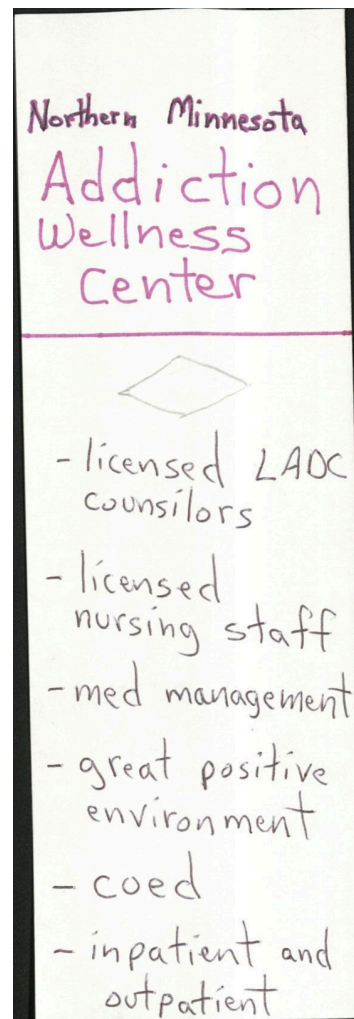 Northern Minnesota
Addiction
Wellness
Center
- licensed LADC
counsilors
- licensed
nursing staff
- med management
- great positive
environment
- coed
- inpatient and
outpatient